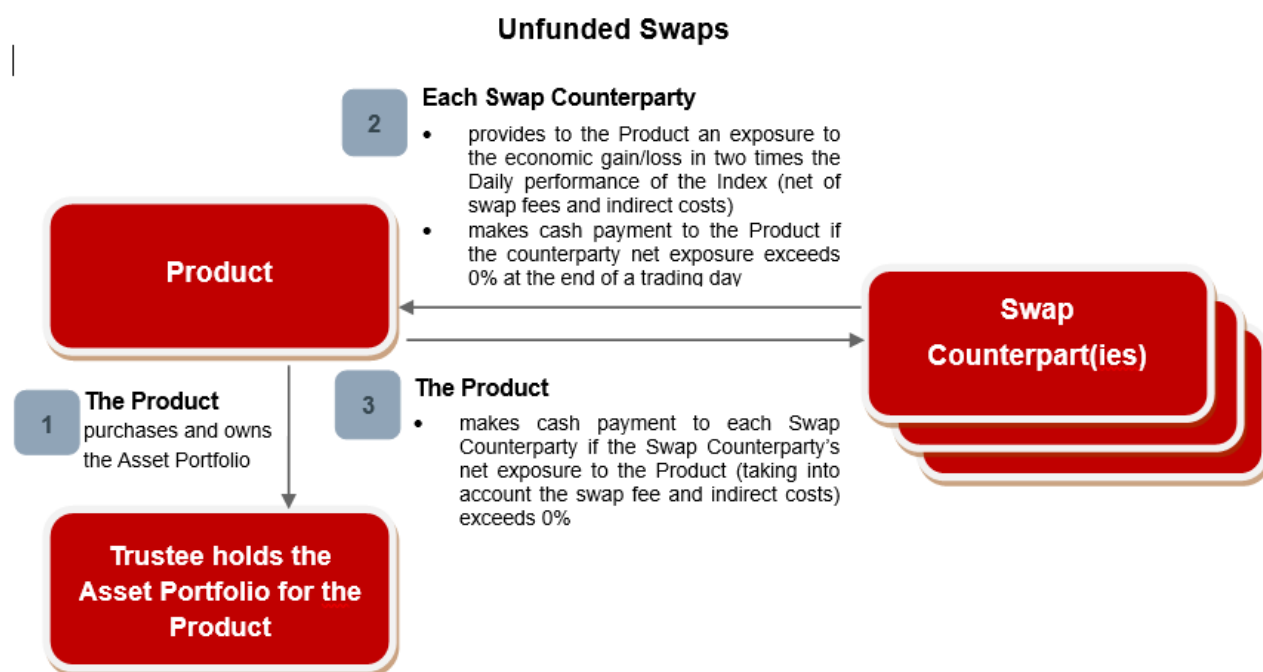 Unfunded Swaps
2
Each Swap Counterparty
• provides to the Product an exposure to
the economic gain/loss in two times the
Daily performance of the Index (net of
swap fees and indirect costs)
• makes cash payment to the Product if
the counterparty net exposure exceeds
0% at the end of a trading day
Product
Swap
Counterpart(ies)
1
The Product
purchases and owns
the Asset Portfolio
3
The Product
• makes cash payment to each Swap
Counterparty if the Swap Counterparty’s
net exposure to the Product (taking into
account the swap fee and indirect costs)
exceeds 0%
Trustee holds the
Asset Portfolio for the
Product